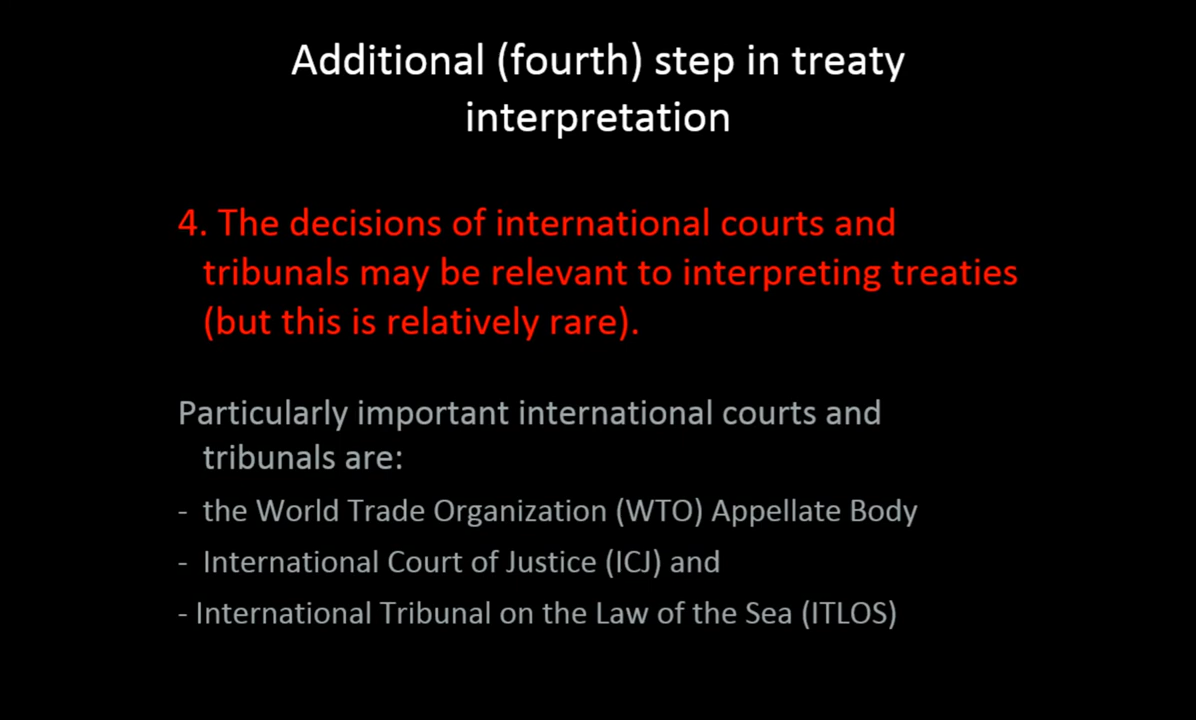 Additional (fourth) step in treaty
interpretation
4. The decisions of international courts and
tribunals may be relevant to interpreting treaties
(but this is relatively rare).
Particularly important international courts and
tribunals are:
- the World Trade Organization (WTO) Appellate Body
- International Court of Justice (ICJ) and
- International Tribunal on the Law of the Sea (ITLOS)